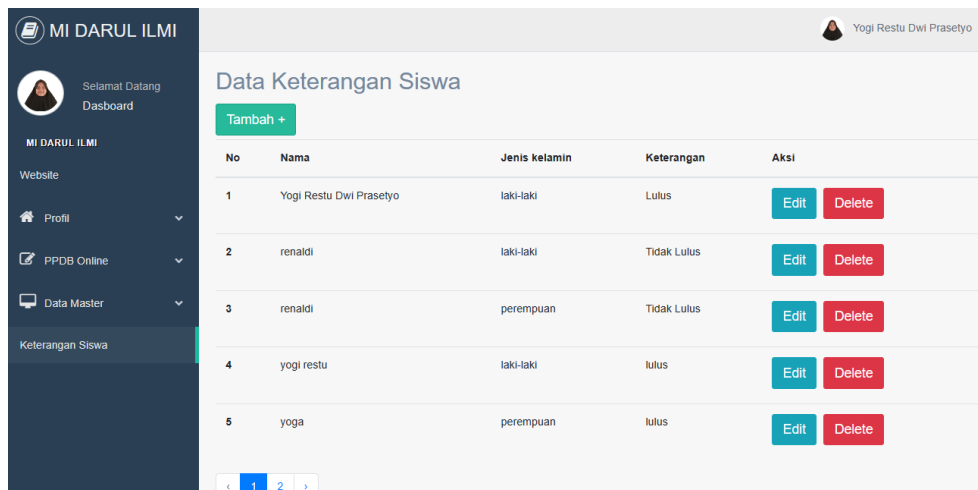 MI DARUL ILMI
Yogi Restu Dwi Prasetyo
Selamat Datang
Dasboard
MI DARUL ILMI
Website
Profil
PPDB Online
Data Master
Keterangan Siswa
Data Keterangan Siswa
Tambah +
No Nama Jenis kelamin Keterangan Aksi
1 Yogi Restu Dwi Prasetyo laki-laki Lulus Edit Delete
2 renaldi laki-laki Tidak Lulus Edit Delete
3 renaldi perempuan Tidak Lulus Edit Delete
4 yogi restu laki-laki lulus Edit Delete
5 yoga perempuan lulus Edit Delete
‹ 1 2 ›